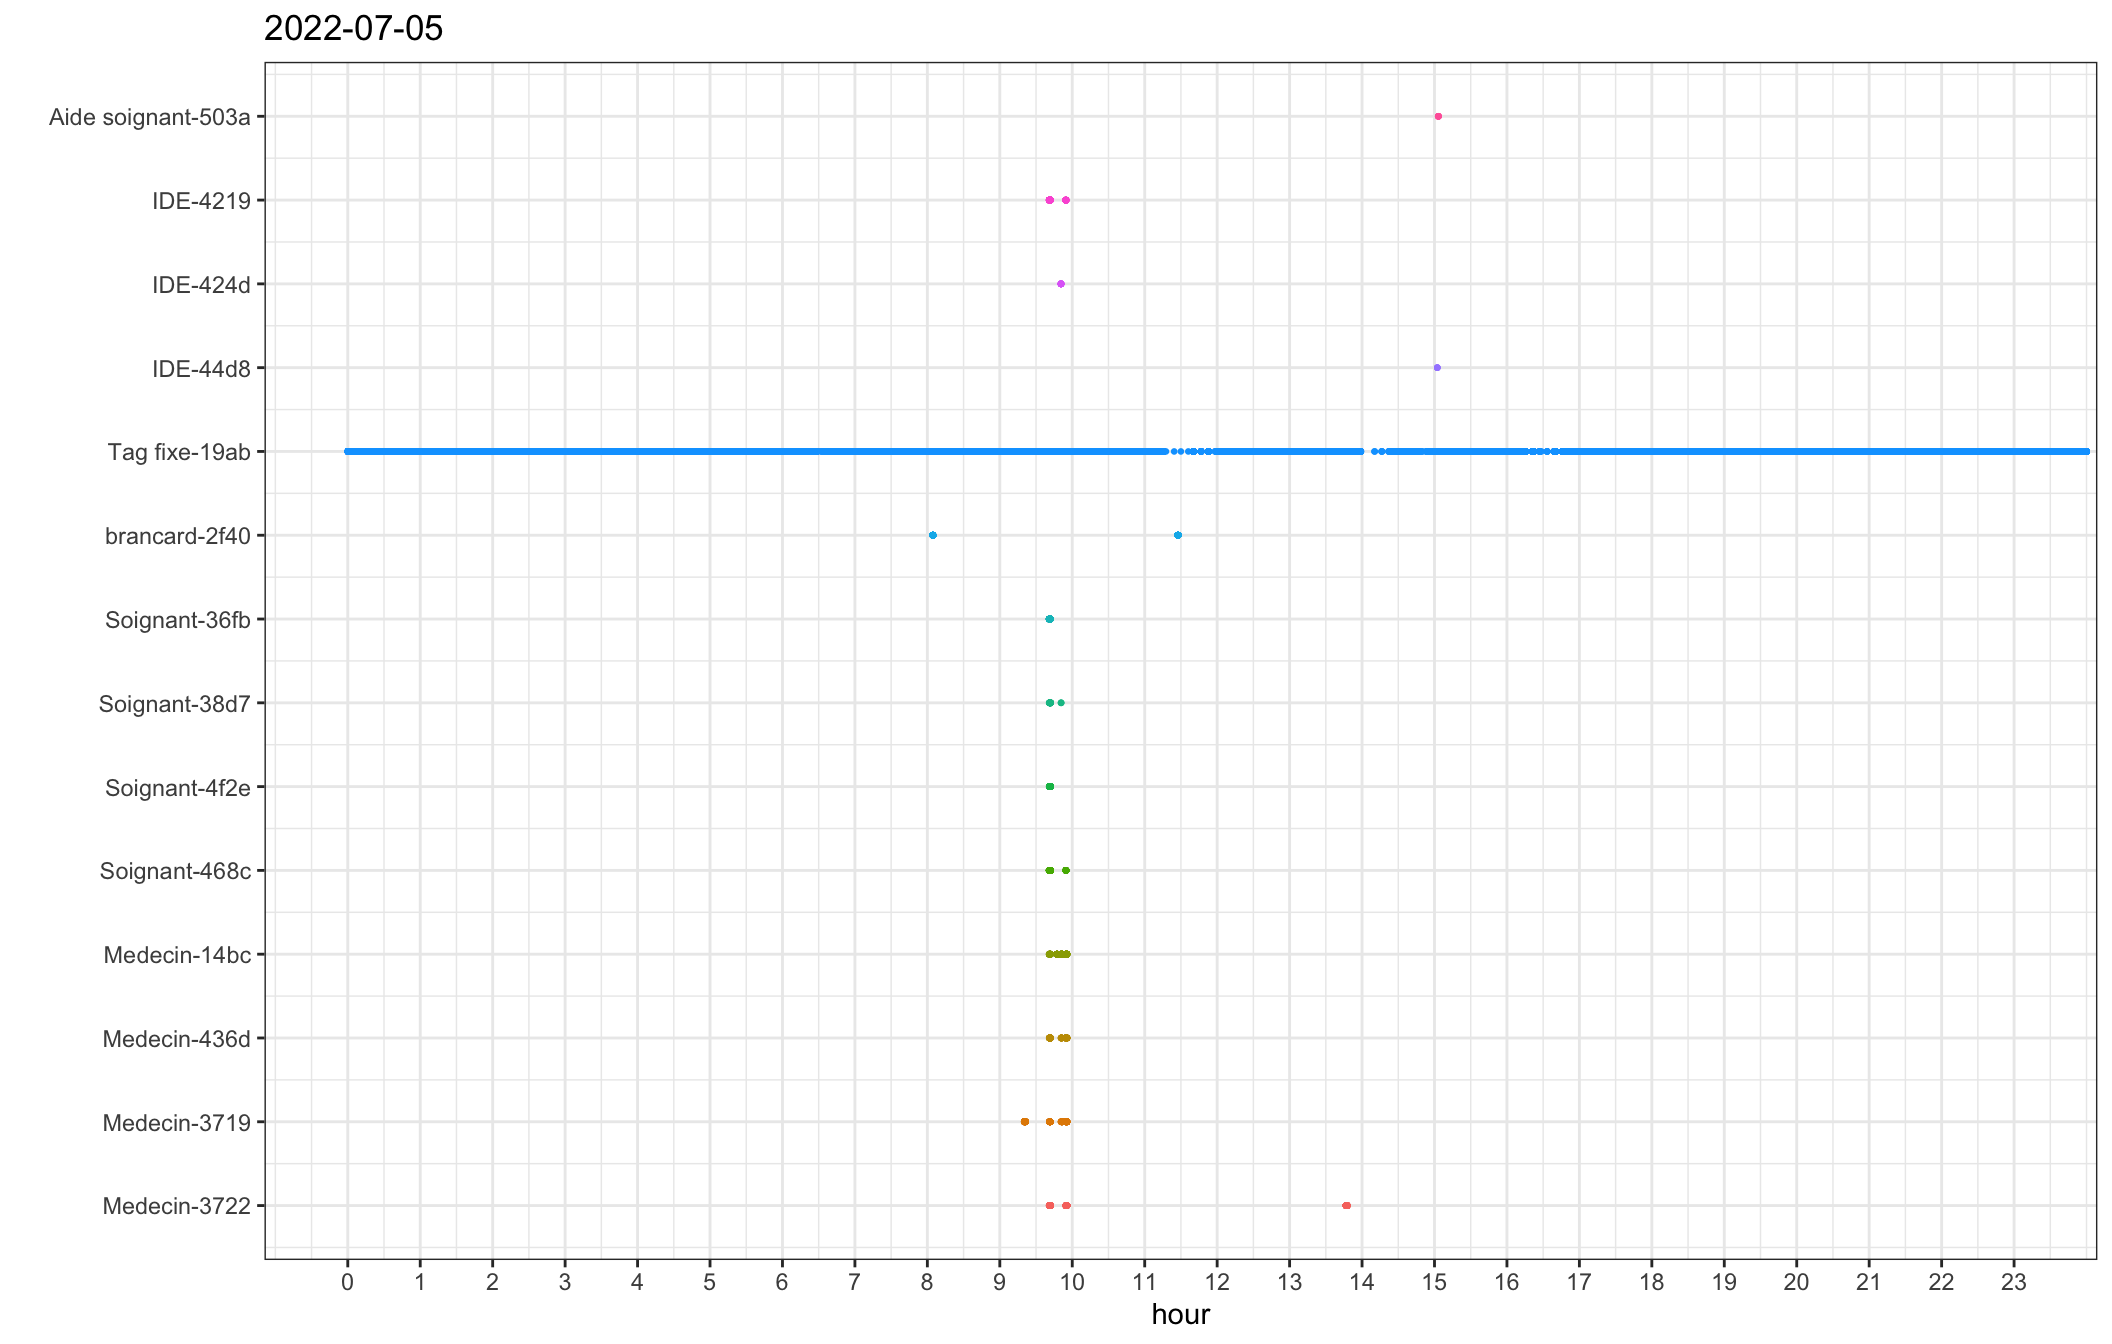 2022-07-05
Aide soignant-503a
IDE-4219
IDE-424d
IDE-44d8
Tag fixe-19ab
brancard-2f40
Soignant-36fb
Soignant-38d7
Soignant-4f2e
Soignant-468c
Medecin-14bc
Medecin-436d
Medecin-3719
Medecin-3722
0 1 2 3 4 5 6 7 8 9 10 11 12 13 14 15 16 17 18 19 20 21 22 23
hour